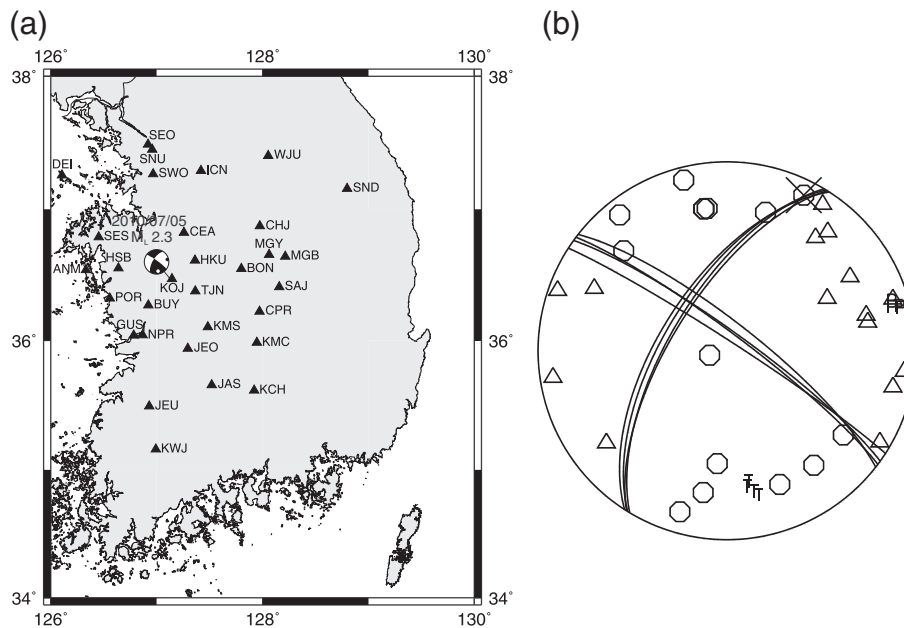 (a)
(b)
126°
128°
130°
38°
38°
SEO
SNU
DEI
SWO
ICN
WJU
SND
2010/07/05
M_L 2.3
SES
CEA
CHJ
MGY
MGB
HSB
HKU
BON
ANM
KOJ
TJN
SAJ
POR
BUY
CPR
GUS
NPR
KMS
36°
36°
JEO
KMC
JAS
KCH
JEU
KWJ
34°
34°
126°
128°
130°